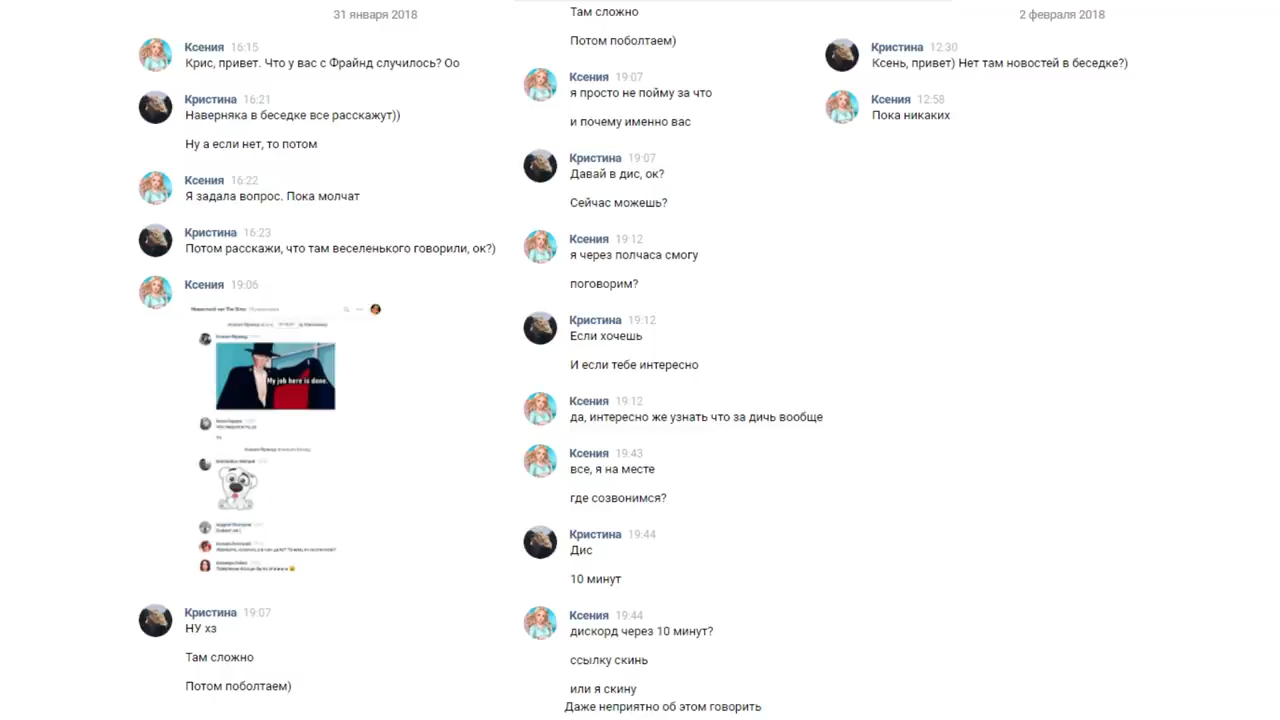 31 января 2018
Ксения 16:15
Крис, привет. Что у вас с Фрайнд случилось? Оо
Кристина 16:21
Наверняка в беседке все расскажут))
Ну а если нет, то потом
Ксения 16:22
Я задала вопрос. Пока молчат
Кристина 16:23
Потом расскажи, что там веселенького говорили, ок?)
Ксения 19:06
My job here is done.
Кристина 19:07
НУ хз
Там сложно
Потом поболтаем)
Там сложно
Потом поболтаем)
Ксения 19:07
я просто не пойму за что
и почему именно вас
Кристина 19:07
Давай в дис, ок?
Сейчас можешь?
Ксения 19:12
я через полчаса смогу
поговорим?
Кристина 19:12
Если хочешь
И если тебе интересно
Ксения 19:12
да, интересно же узнать что за дичь вообще
Ксения 19:43
все, я на месте
где созвонимся?
Кристина 19:44
Дис
10 минут
Ксения 19:44
дискорд через 10 минут?
ссылку скинь
или я скину
Даже неприятно об этом говорить
2 февраля 2018
Кристина 12:30
Ксень, привет) Нет там новостей в беседке?)
Ксения 12:58
Пока никаких